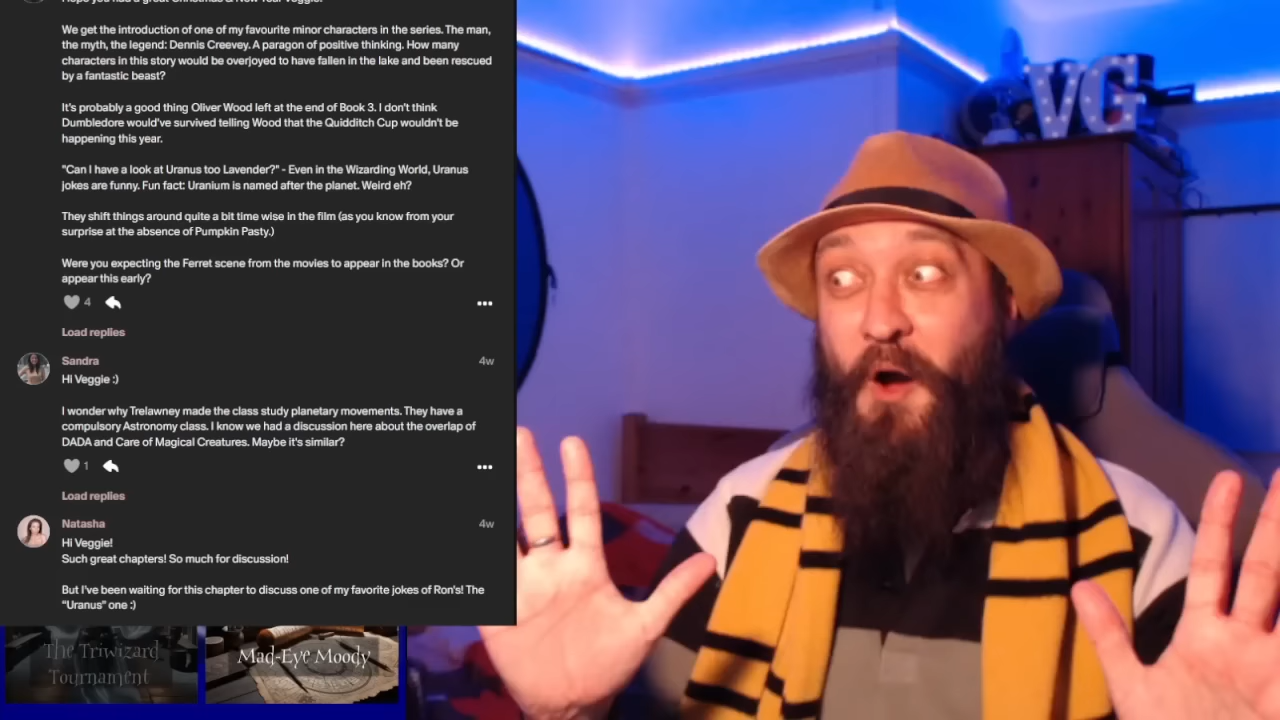 Hope you had a great Christmas & New Year Veggie!
We get the introduction of one of my favourite minor characters in the series. The man,
the myth, the legend: Dennis Creevey. A paragon of positive thinking. How many
characters in this story would be overjoyed to have fallen in the lake and been rescued
by a fantastic beast?
It's probably a good thing Oliver Wood left at the end of Book 3. I don't think
Dumbledore would've survived telling Wood that the Quidditch Cup wouldn't be
happening this year.
"Can I have a look at Uranus too Lavender?" - Even in the Wizarding World, Uranus
jokes are funny. Fun fact: Uranium is named after the planet. Weird eh?
They shift things around quite a bit time wise in the film (as you know from your
surprise at the absence of Pumpkin Pasty.)
Were you expecting the Ferret scene from the movies to appear in the books? Or
appear this early?
4
Load replies
Sandra 4w
Hi Veggie :)
I wonder why Trelawney made the class study planetary movements. They have a
compulsory Astronomy class. I know we had a discussion here about the overlap of
DADA and Care of Magical Creatures. Maybe it's similar?
1
Load replies
Natasha 4w
Hi Veggie!
Such great chapters! So much for discussion!
But I've been waiting for this chapter to discuss one of my favorite jokes of Ron's! The
"Uranus" one :)
The Triwizard
Tournament
Mad-Eye Moody
VG